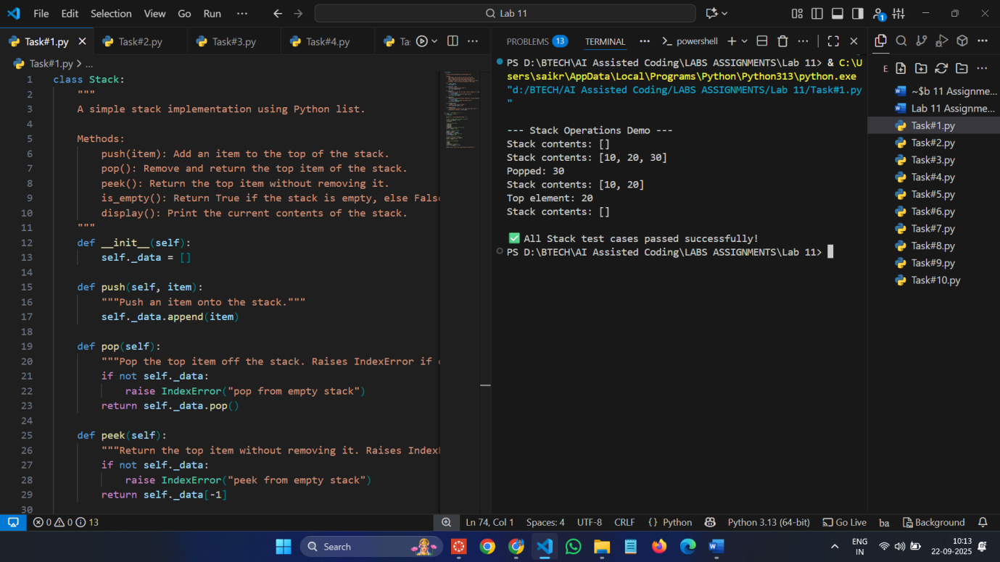 File Edit Selection View Go Run ··· Lab 11
Task#1.py Task#2.py Task#3.py Task#4.py
Task#1.py > ...
1 class Stack:
2 """
3 A simple stack implementation using Python list.
4
5 Methods:
6 push(item): Add an item to the top of the stack.
7 pop(): Remove and return the top item of the stack.
8 peek(): Return the top item without removing it.
9 is_empty(): Return True if the stack is empty, else False
10 display(): Print the current contents of the stack.
11 """
12 def __init__(self):
13 self._data = []
14
15 def push(self, item):
16 """Push an item onto the stack."""
17 self._data.append(item)
18
19 def pop(self):
20 """Pop the top item off the stack. Raises IndexError if
21 if not self._data:
22 raise IndexError("pop from empty stack")
23 return self._data.pop()
24
25 def peek(self):
26 """Return the top item without removing it. Raises Index
27 if not self._data:
28 raise IndexError("peek from empty stack")
29 return self._data[-1]
30
PROBLEMS 13 TERMINAL ··· powershell
PS D:\BTECH\AI Assisted Coding\LABS ASSIGNMENTS\Lab 11> & C:\U
sers\saikr\AppData\Local\Programs\Python\Python313\python.exe
"d:/BTECH/AI Assisted Coding/LABS ASSIGNMENTS/Lab 11/Task#1.py
"
--- Stack Operations Demo ---
Stack contents: []
Stack contents: [10, 20, 30]
Popped: 30
Stack contents: [10, 20]
Top element: 20
Stack contents: []
✅ All Stack test cases passed successfully!
PS D:\BTECH\AI Assisted Coding\LABS ASSIGNMENTS\Lab 11>
E
~$b 11 Assignme...
Lab 11 Assignme...
Task#1.py
Task#2.py
Task#3.py
Task#4.py
Task#5.py
Task#6.py
Task#7.py
Task#8.py
Task#9.py
Task#10.py
0 0 13 Ln 74, Col 1 Spaces: 4 UTF-8 CRLF {} Python Python 3.13 (64-bit) Go Live ba Background
Search ENG 10:13
IN 22-09-2025